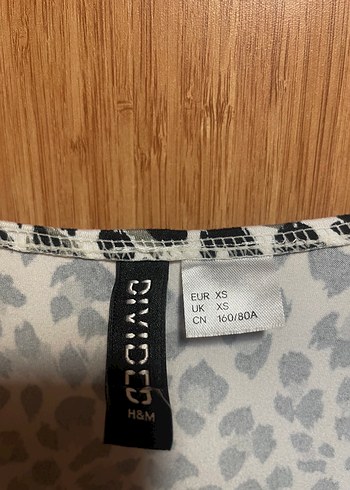 DIVIDED
H&M
EUR XS
UK XS
CN 160/80A